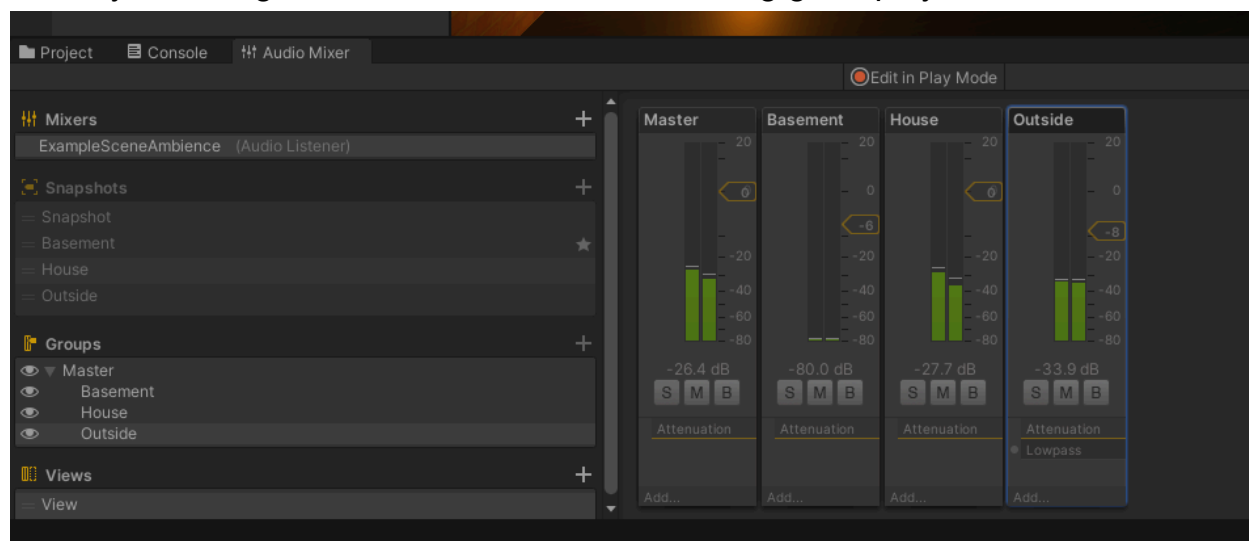 Project Console Audio Mixer
Edit in Play Mode
Mixers
ExampleSceneAmbience (Audio Listener)
Snapshots
Snapshot
Basement
House
Outside
Groups
Master
Basement
House
Outside
Views
View
Master Basement House Outside
20 20 20 20
0 0 0 0
-6 -8
-20 -20 -20 -20
-40 -40 -40 -40
-60 -60 -60 -60
-80 -80 -80 -80
-26.4 dB -80.0 dB -27.7 dB -33.9 dB
S M B S M B S M B S M B
Attenuation Attenuation Attenuation Attenuation
Lowpass
Add... Add... Add... Add...